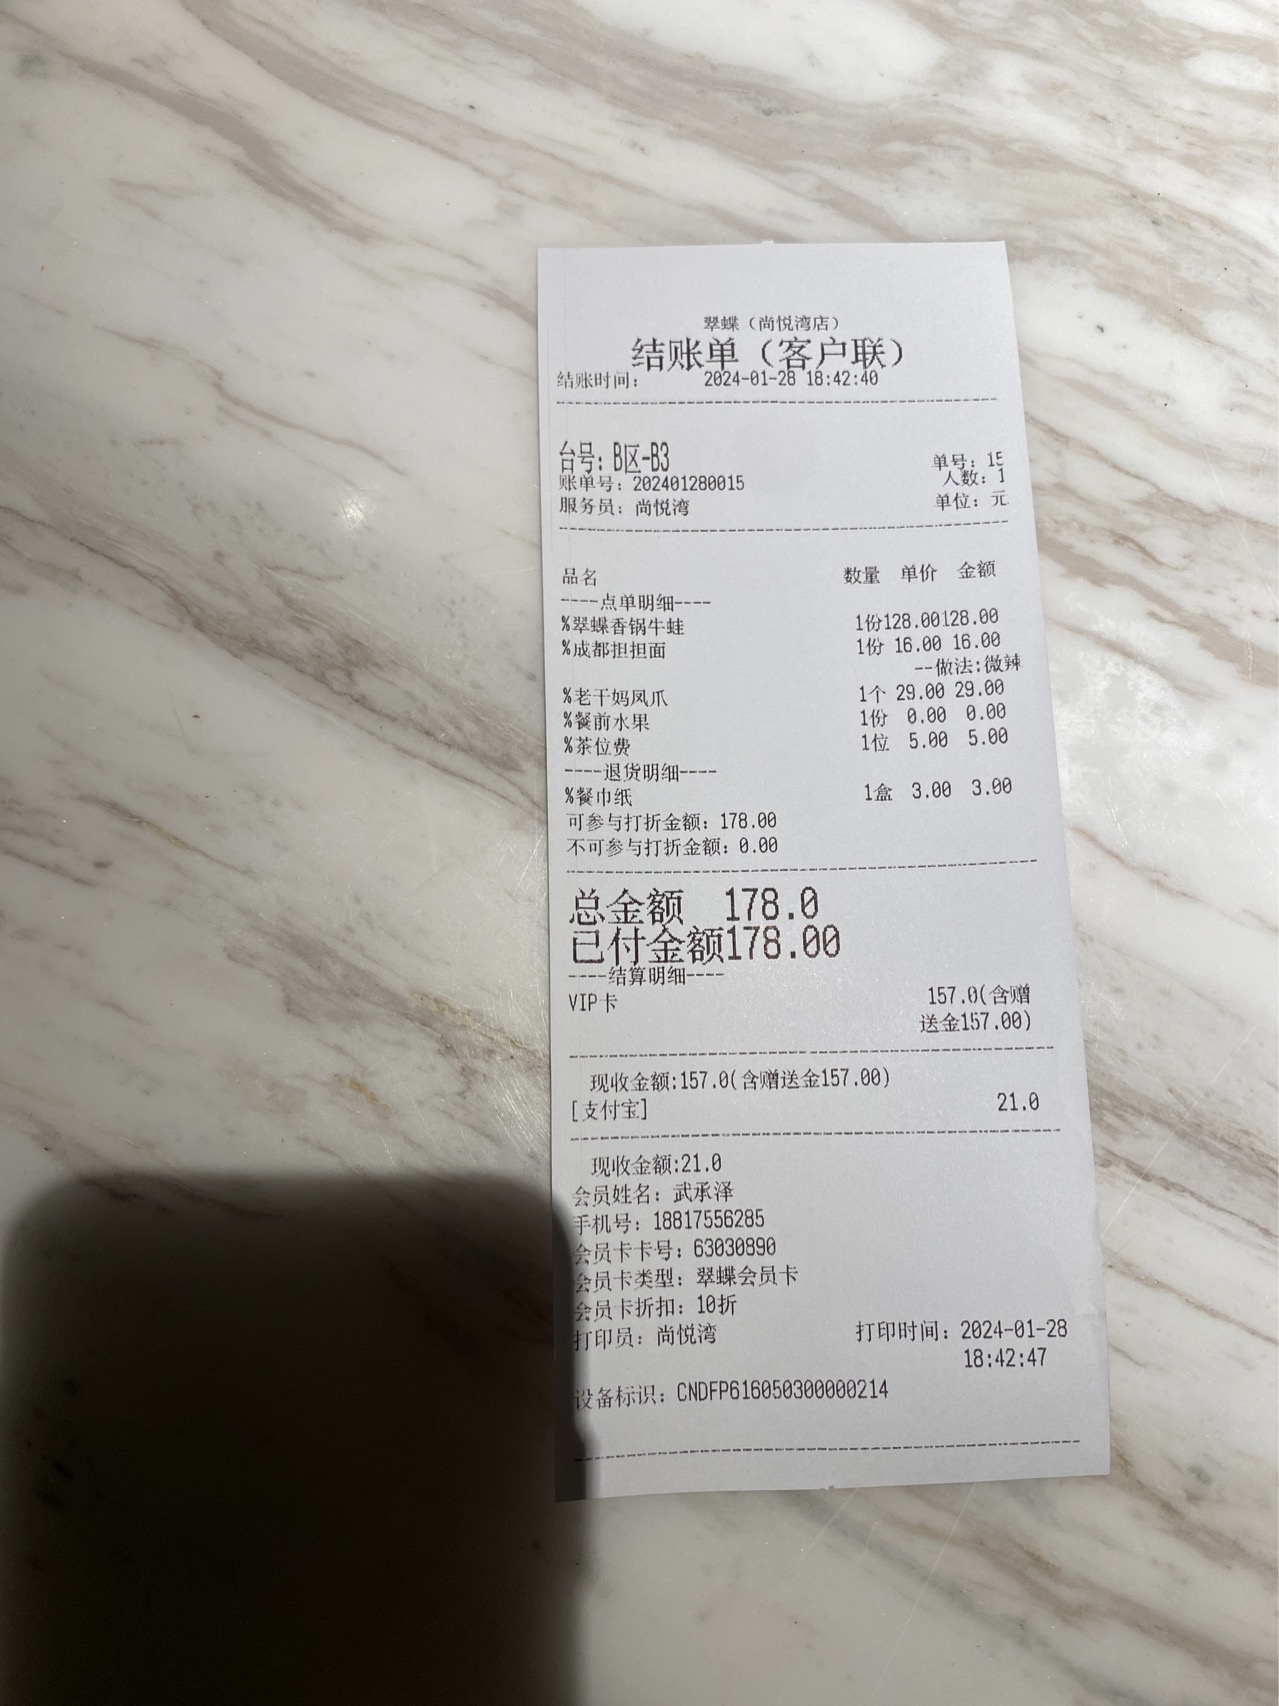 翠蝶（尚悦湾店）
结账单（客户联）
结账时间： 2024-01-28 18:42:40
台号：B区-B3
单号：15
账单号：202401280015
人数：1
服务员：尚悦湾
单位：元
品名 数量 单价 金额
----点单明细----
%翠蝶香锅牛蛙 1份128.00128.00
%成都担担面 1份 16.00 16.00
--做法:微辣
%老干妈凤爪 1个 29.00 29.00
%餐前水果 1份 0.00 0.00
%茶位费 1位 5.00 5.00
----退货明细----
%餐巾纸 1盒 3.00 3.00
可参与打折金额：178.00
不可参与打折金额：0.00
总金额 178.0
已付金额178.00
----结算明细----
VIP卡 157.0(含赠
送金157.00)
现收金额:157.0(含赠送金157.00)
[支付宝] 21.0
现收金额:21.0
会员姓名：武承泽
手机号：18817556285
会员卡卡号：63030890
会员卡类型：翠蝶会员卡
会员卡折扣：10折
打印员：尚悦湾 打印时间：2024-01-28
18:42:47
设备标识：CNDFP616050300000214